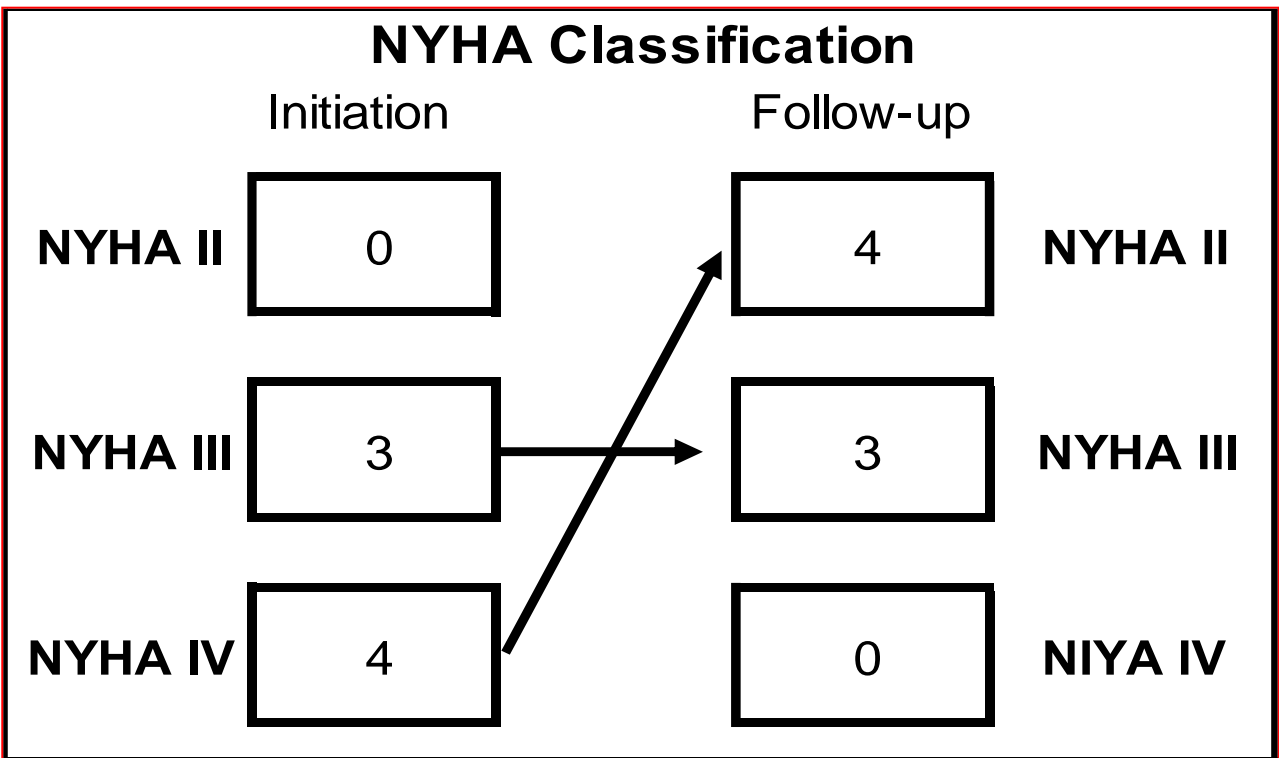 NYHA Classification
Initiation Follow-up
NYHA II 0 4 NYHA II
NYHA III 3 3 NYHA III
NYHA IV 4 0 NIYA IV